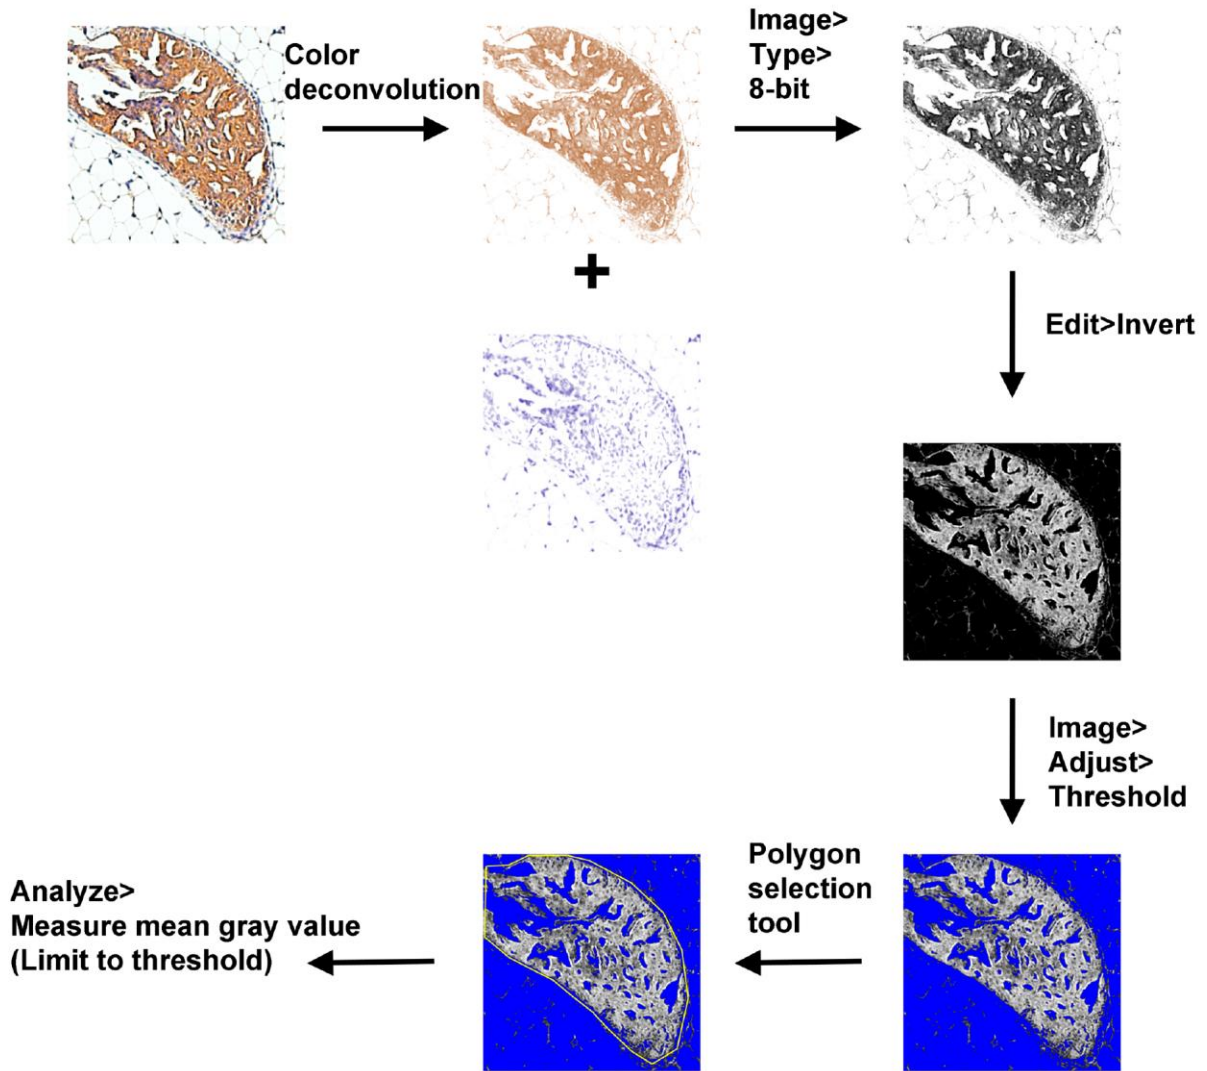 Color
deconvolution
Image>
Type>
8-bit
+
Edit>Invert
Image>
Adjust>
Threshold
Polygon
selection
tool
Analyze>
Measure mean gray value
(Limit to threshold)